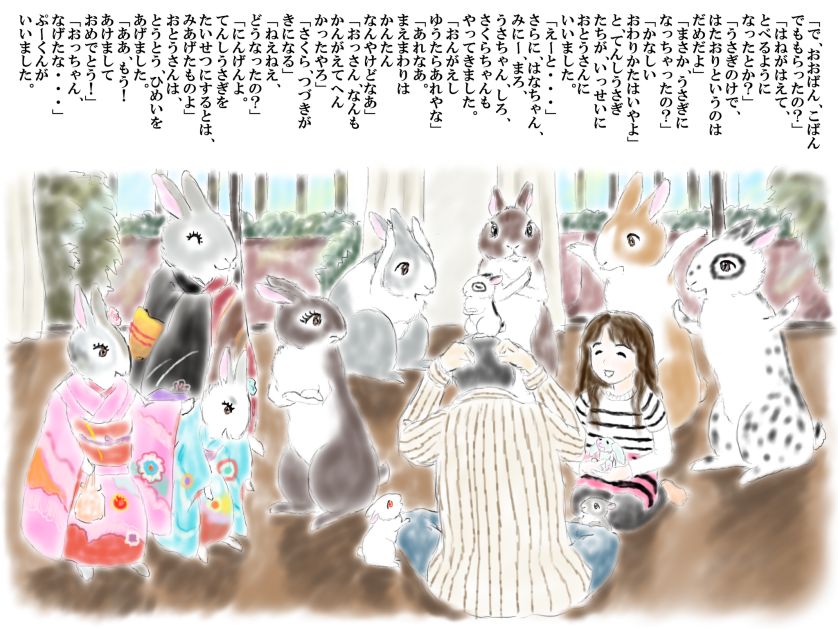 「で、おおばん、こばん
でももらったの？」
「はねがはえて、
とべるように
なったとか？」
「うさぎのけで、
はたおりというのは
だめだよ」
「まさか、うさぎに
なっちゃったの？」
「かなしい
おわりかたはいやよ」
と、てんしうさぎ
たちが、いっせいに
おとうさんに
いいました。
「えーと・・・」
さらに、はなちゃん、
みにー、まろ、
うさちゃん、しろ、
さくらちゃんも
やってきました。
「おんがえし
ゆうたらあれやな」
「あれなあ。
まえまわりは
かんたん
なんやけどなあ」
「おっさん、なんも
かんがえてへん
かったやろ」
「さくら、つづきが
きになる」
「ねえねえ、
どうなったの？」
「にんげんよ。
てんしうさぎを
たいせつにするとは、
みあげたものよ」
おとうさんは、
とうとう、ひめいを
あげました。
「ああ、もう！
あけまして
おめでとう！」
「おっちゃん、
なげたな・・・」
ぷーくんが
いいました。